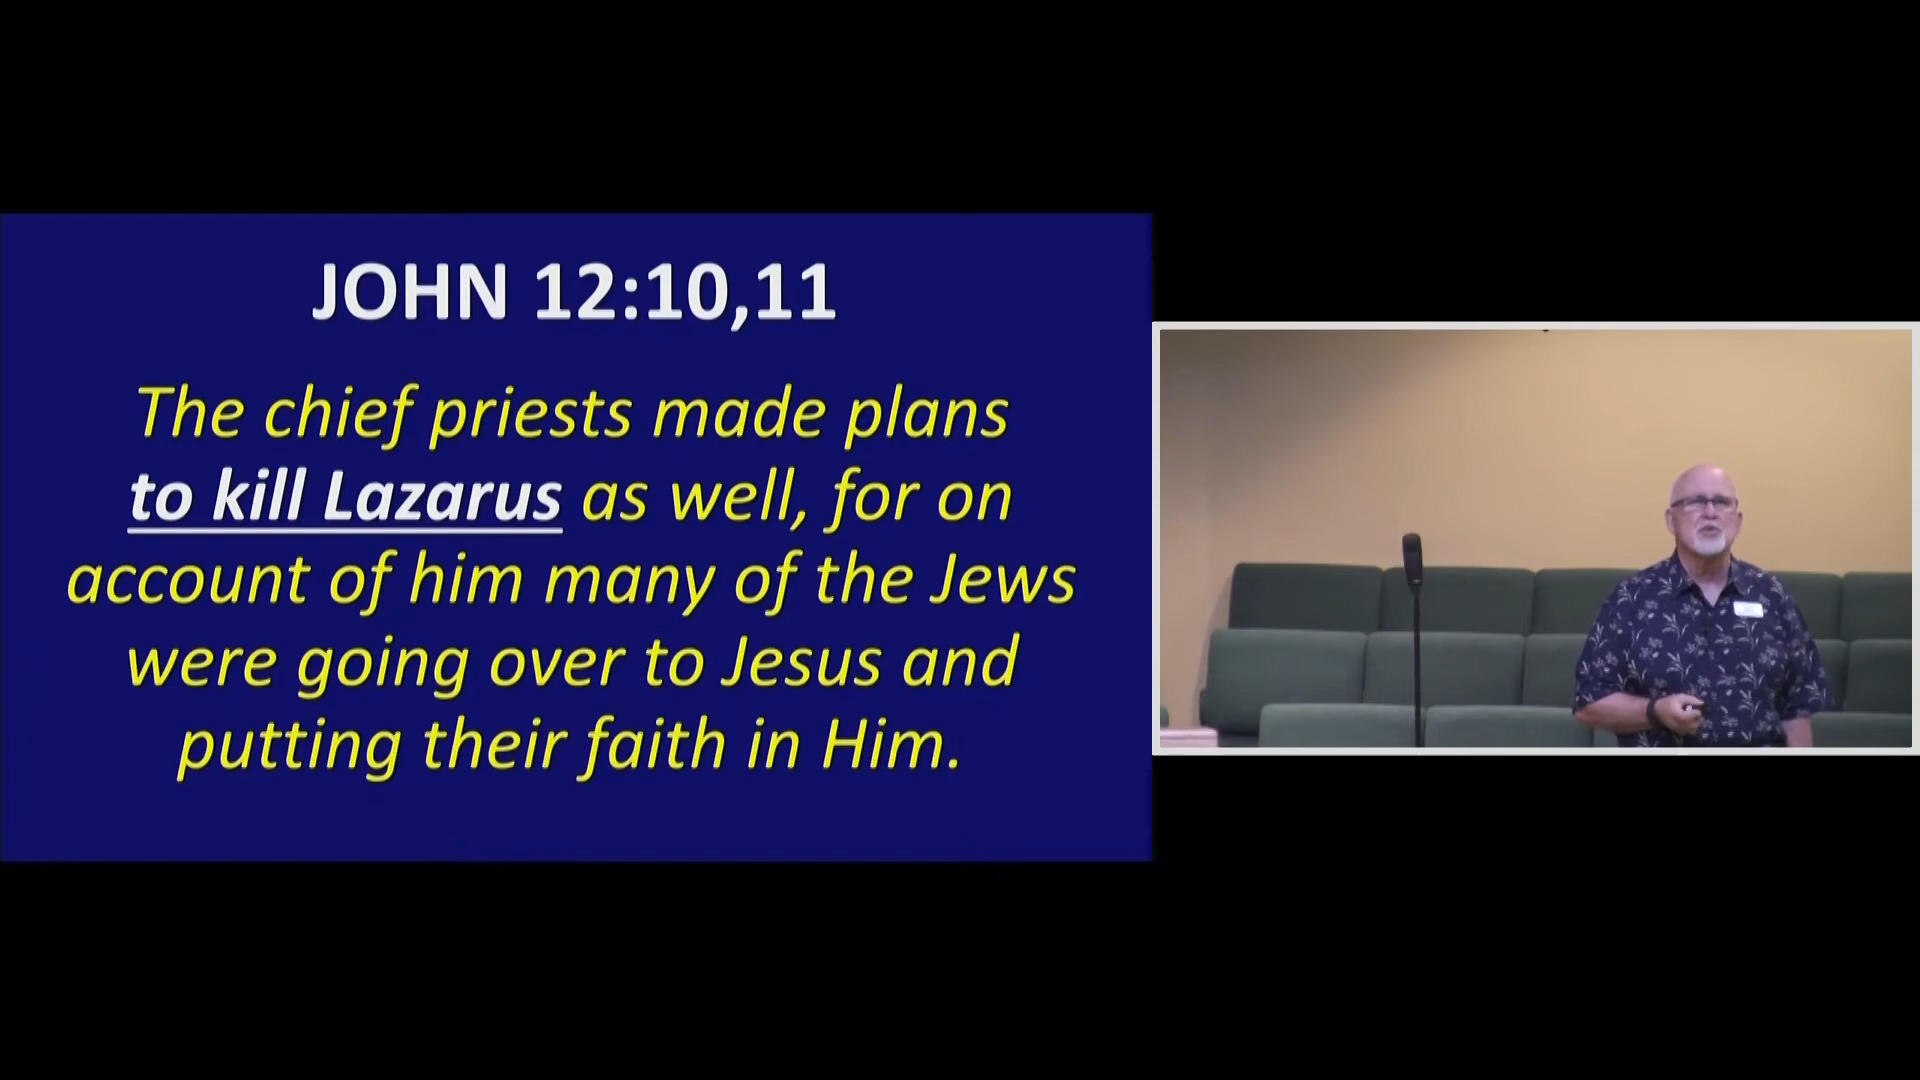 JOHN 12:10,11
The chief priests made plans
to kill Lazarus as well, for on
account of him many of the Jews
were going over to Jesus and
putting their faith in Him.